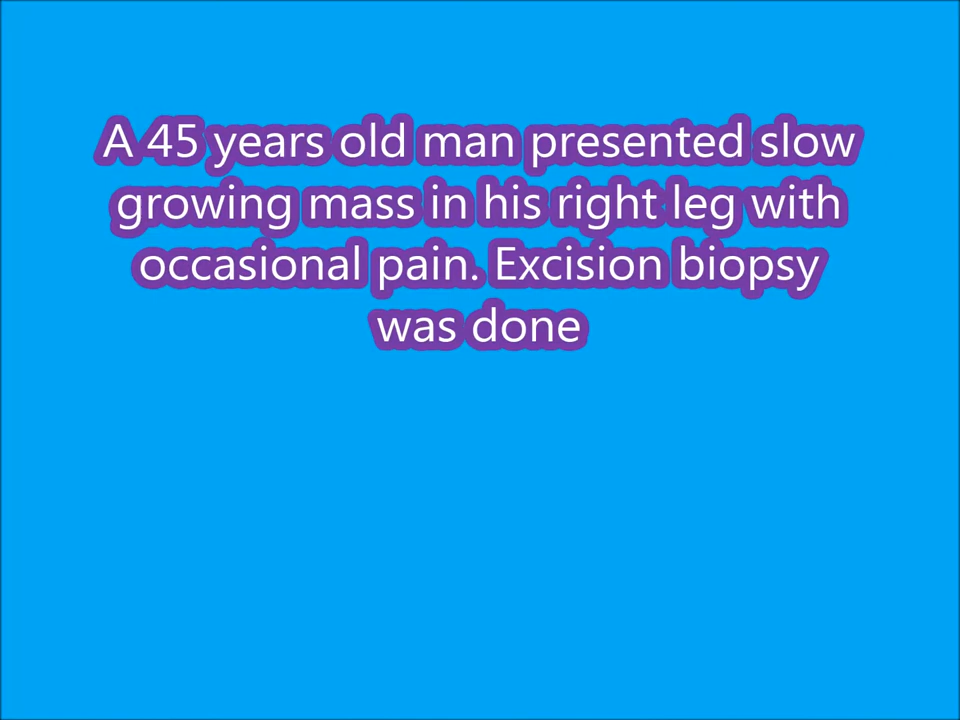 A 45 years old man presented slow
growing mass in his right leg with
occasional pain. Excision biopsy
was done